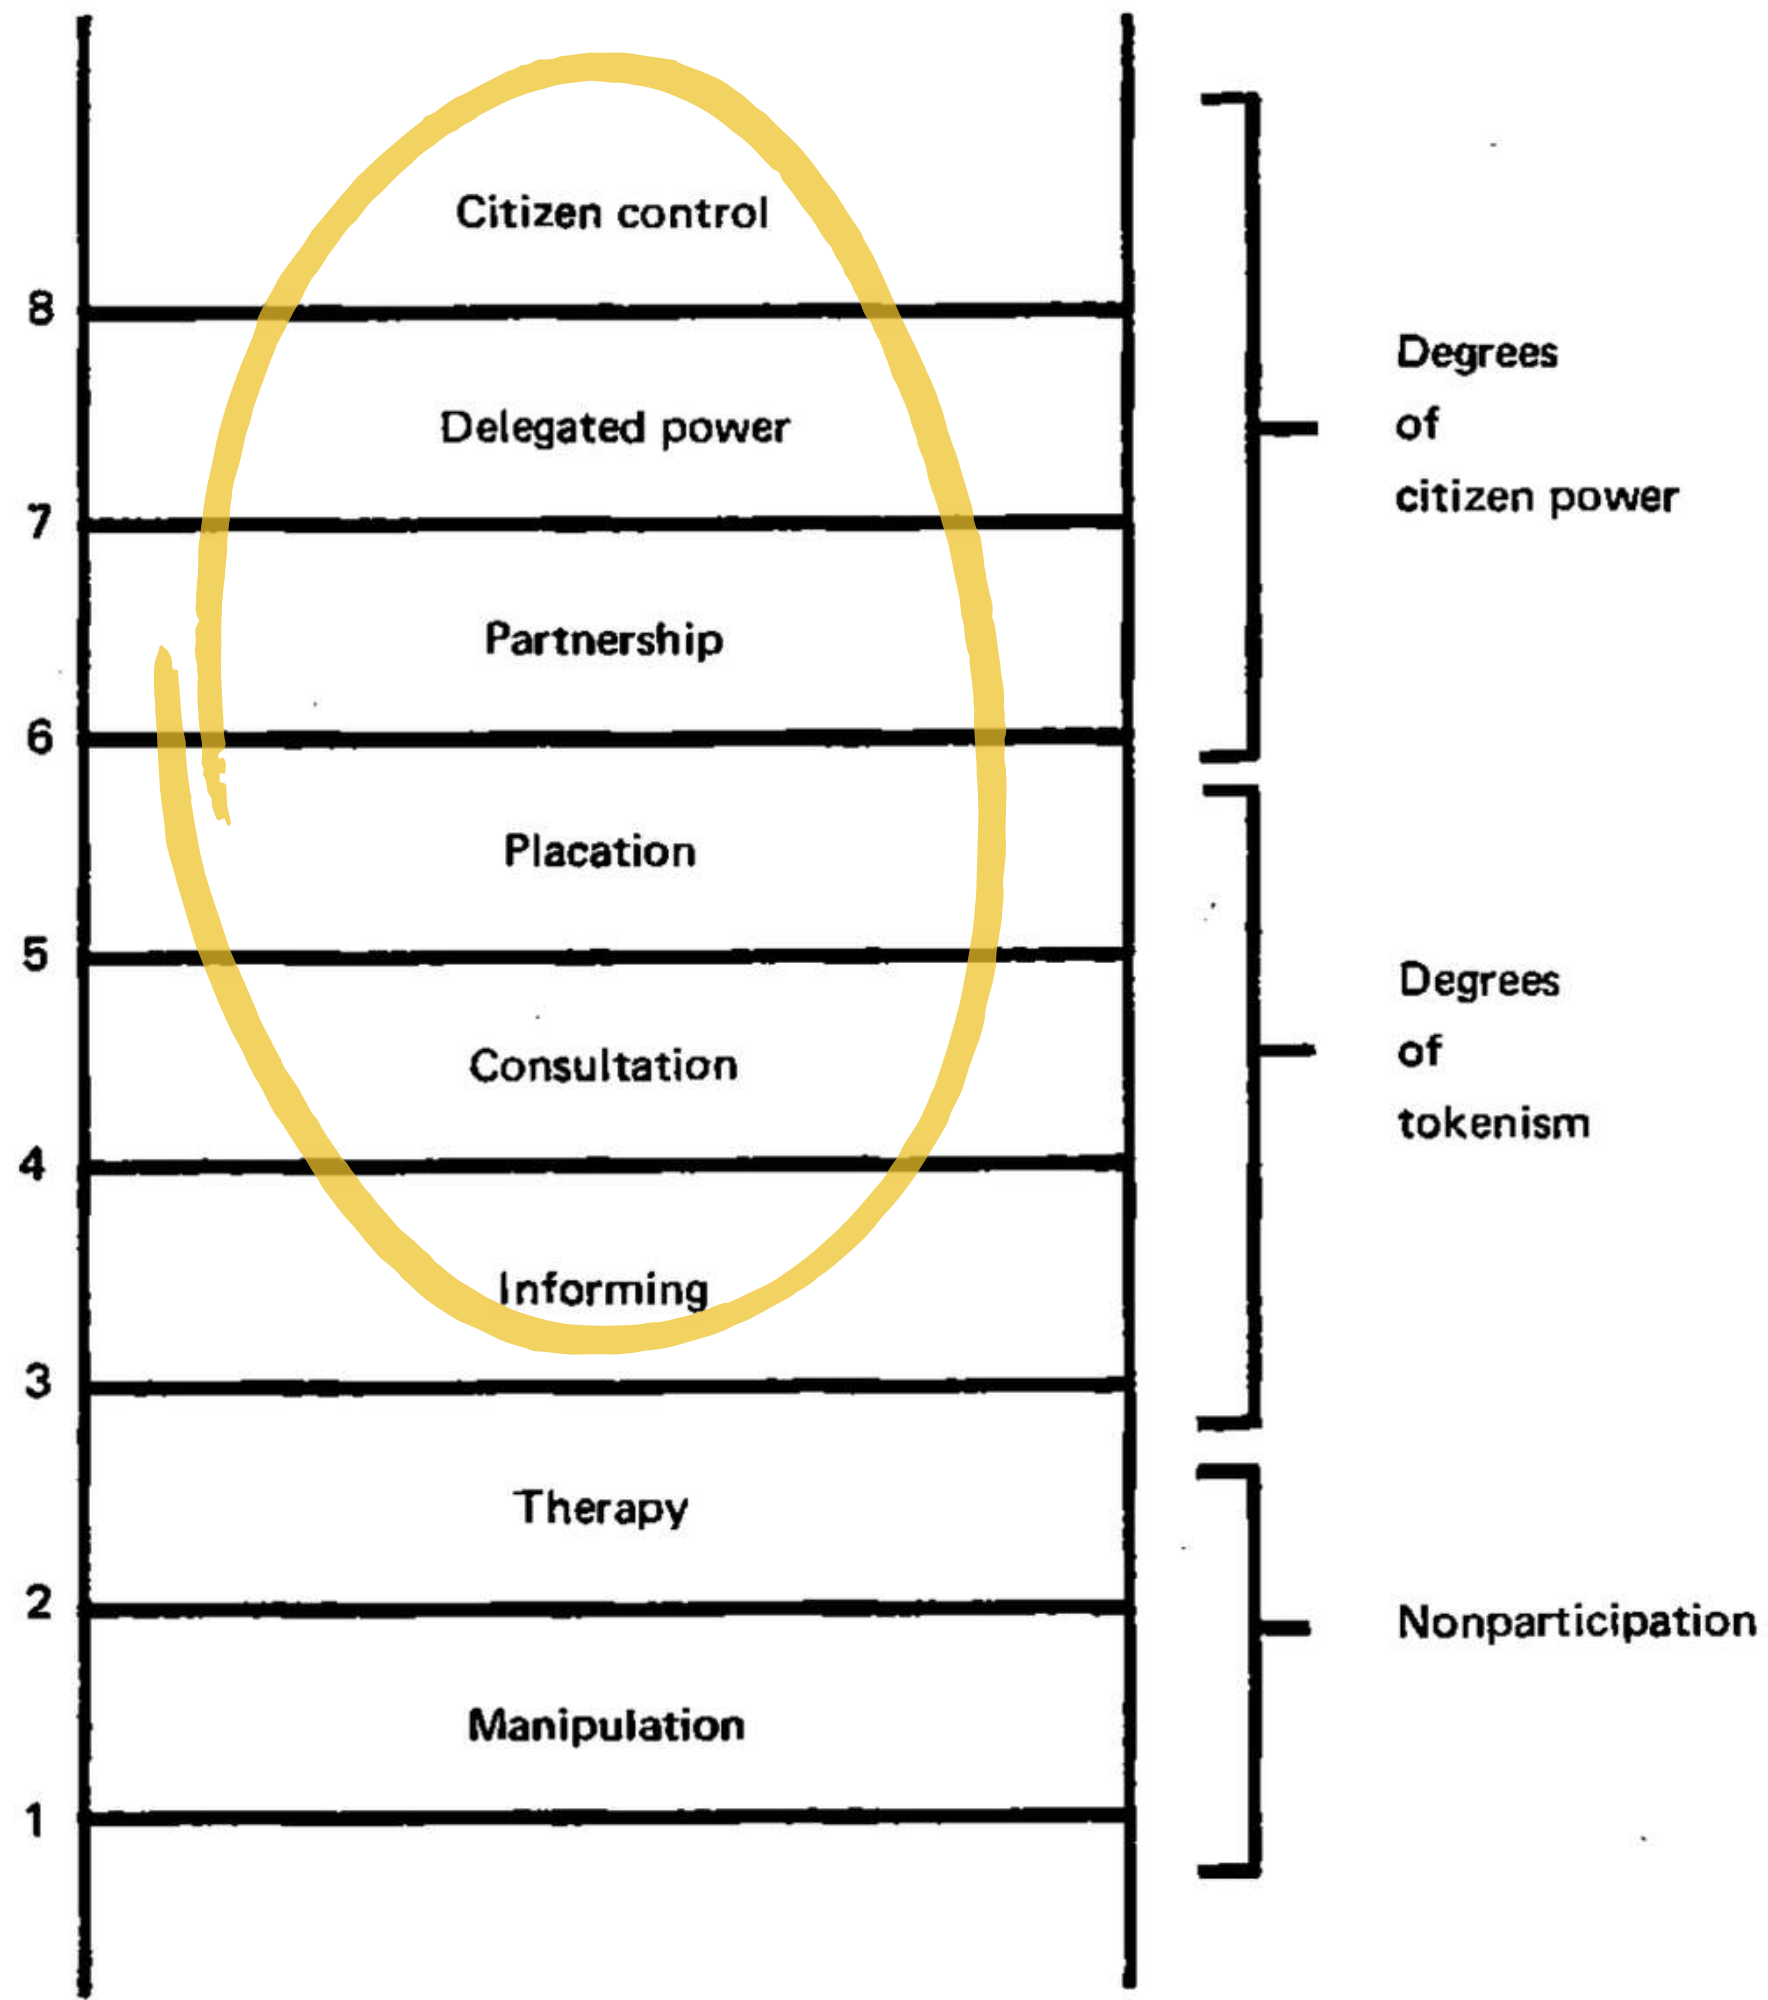 Citizen control
8
Delegated power
7
Partnership
6
Placation
5
Consultation
4
Informing
3
Therapy
2
Manipulation
1
Degrees
of
citizen power
Degrees
of
tokenism
Nonparticipation